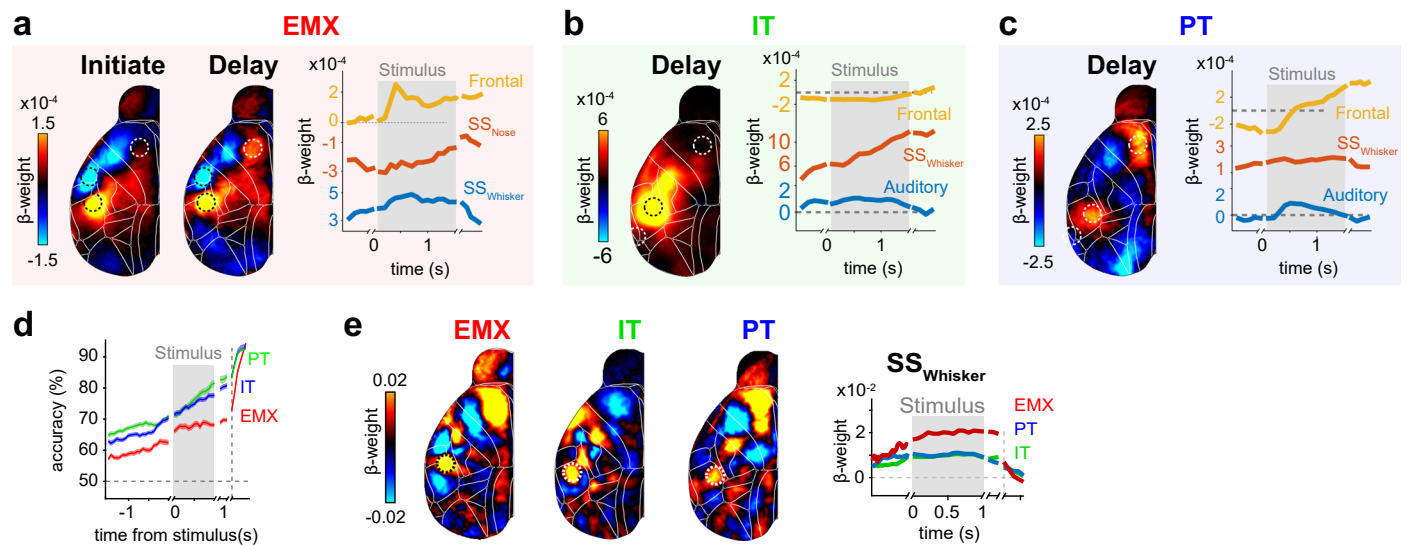 a
EMX
Initiate
Delay
x10⁻⁴
1.5
β-weight
-1.5
x10⁻⁴
Stimulus
Frontal
2
0
SS_Nose
-1
-3
β-weight
SS_Whisker
5
3
0
1
time (s)
b
IT
Delay
x10⁻⁴
6
β-weight
-6
x10⁻⁴
Stimulus
2
-2
Frontal
10
6
β-weight
SS_Whisker
Auditory
2
0
0
1
time (s)
c
PT
Delay
x10⁻⁴
2.5
β-weight
-2.5
x10⁻⁴
Stimulus
2
-2
Frontal
3
1
β-weight
SS_Whisker
Auditory
2
0
0
1
time (s)
d
Stimulus
PT
IT
EMX
90
80
70
60
50
accuracy (%)
-1
0
1
time from stimulus(s)
e
EMX
IT
PT
0.02
β-weight
-0.02
SS_Whisker
x10⁻²
Stimulus
EMX
PT
IT
2
0
β-weight
0
0.5
1
time (s)